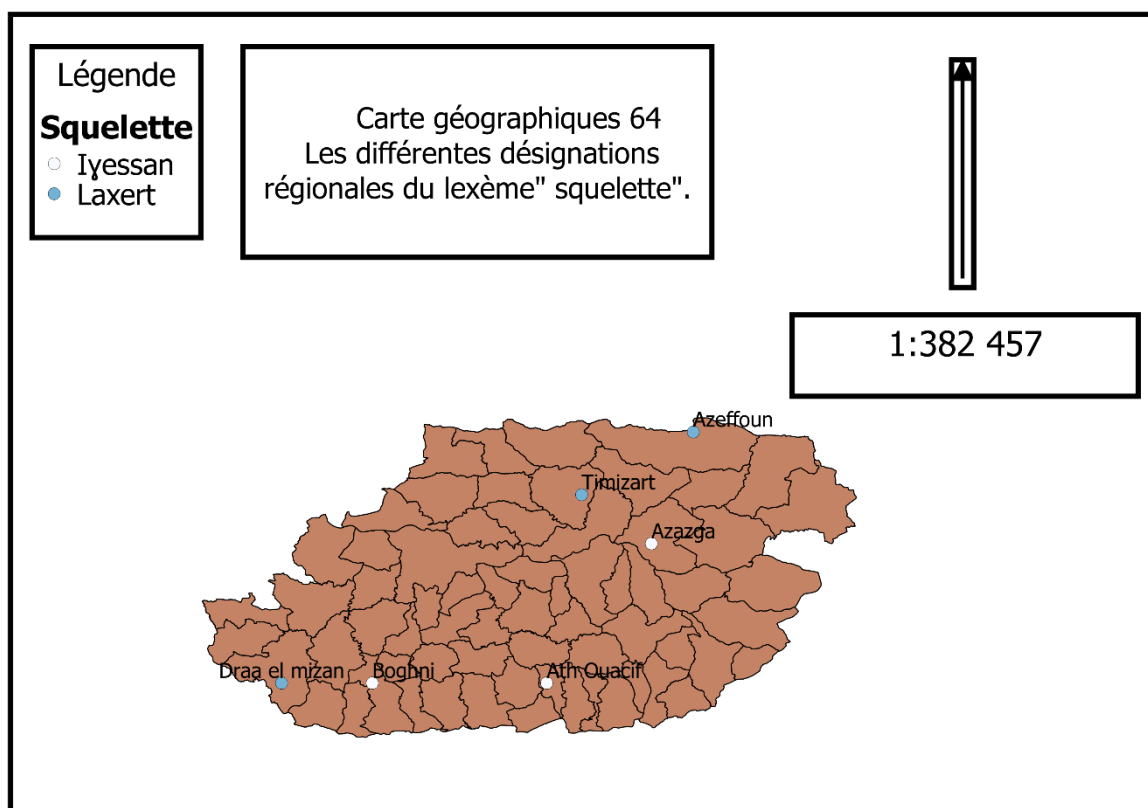 Légende
Squelette
Iɣessan
Laxert
Carte géographiques 64
Les différentes désignations
régionales du lexème" squelette".
1:382 457
Azeffoun
Timizart
Azazga
Draa el mizan
Boghni
Ath Ouacif